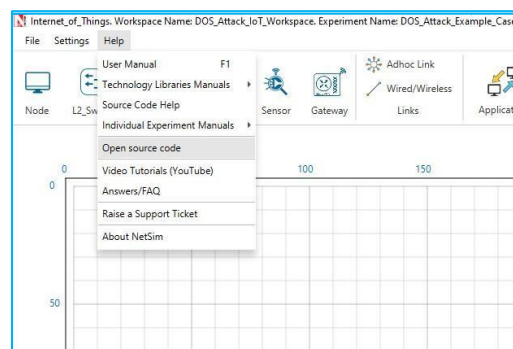 Internet_of_Things. Workspace Name: DOS_Attack_IoT_Workspace. Experiment Name: DOS_Attack_Example_Case
File Settings Help
User Manual F1
Technology Libraries Manuals
Source Code Help
Individual Experiment Manuals
Open source code
Video Tutorials (YouTube)
Answers/FAQ
Raise a Support Ticket
About NetSim
Node L2_Sw Sensor Gateway
Adhoc Link
Wired/Wireless
Links
Applicat
0 100 150
0
50